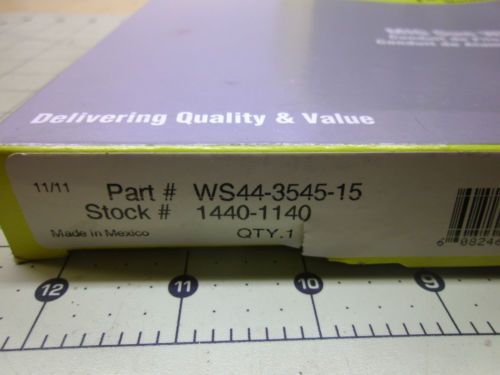 Delivering Quality & Value
11/11 Part # WS44-3545-15
Stock # 1440-1140
Made in Mexico QTY.1
12 11 10 9